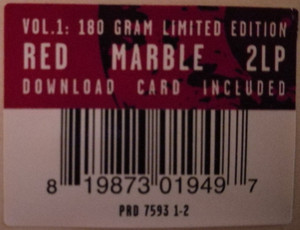 VOL.1: 180 GRAM LIMITED EDITION
RED MARBLE 2LP
DOWNLOAD CARD INCLUDED
8 19873 01949 7
PRD 7593 1-2